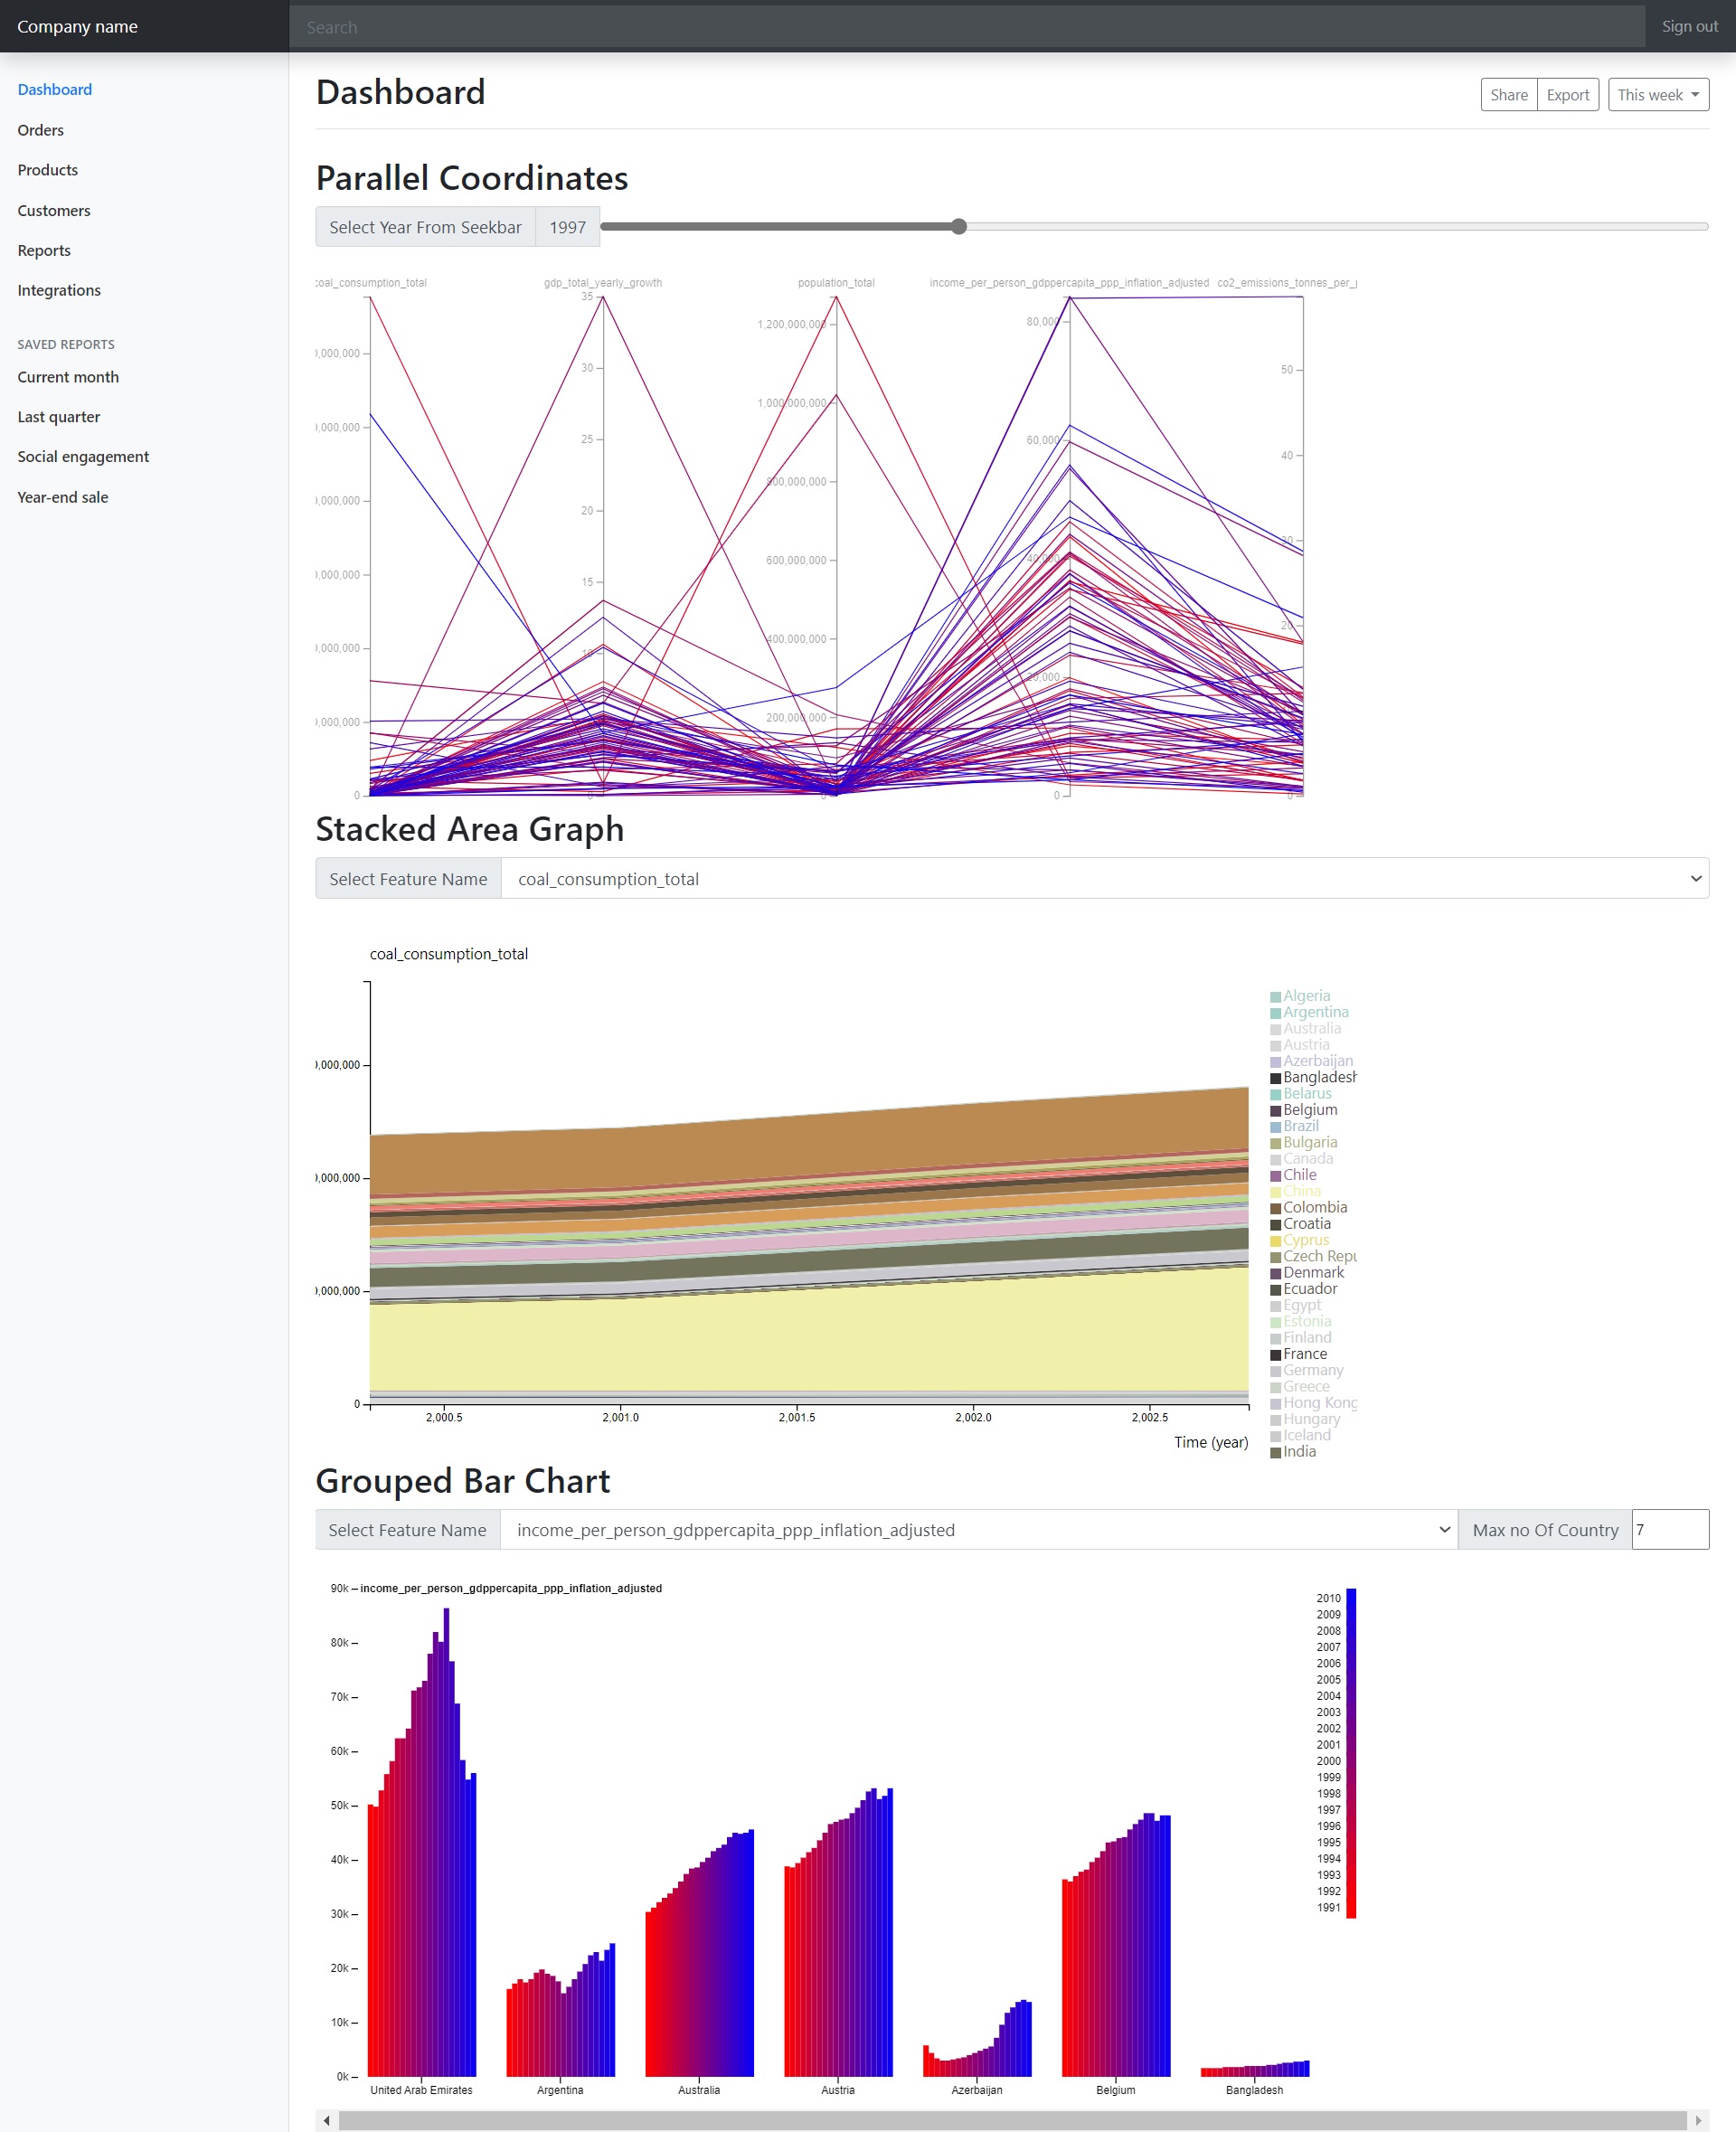 Company name
Search
Sign out
Dashboard
Orders
Products
Customers
Reports
Integrations
SAVED REPORTS
Current month
Last quarter
Social engagement
Year-end sale
Dashboard
Share Export This week
Parallel Coordinates
Select Year From Seekbar 1997
coal_consumption_total gdp_total_yearly_growth population_total income_per_person_gdppercapita_ppp_inflation_adjusted co2_emissions_tonnes_per_
0,000,000
0,000,000
0,000,000
0,000,000
0,000,000
0,000,000
0
35
30
25
20
15
10
0
1,200,000,000
1,000,000,000
800,000,000
600,000,000
400,000,000
200,000,000
0
80,000
60,000
40,000
20,000
0
50
40
30
20
0
Stacked Area Graph
Select Feature Name coal_consumption_total
coal_consumption_total
0,000,000
0,000,000
0,000,000
0
2,000.5 2,001.0 2,001.5 2,002.0 2,002.5
Time (year)
Algeria
Argentina
Australia
Austria
Azerbaijan
Bangladesh
Belarus
Belgium
Brazil
Bulgaria
Canada
Chile
China
Colombia
Croatia
Cyprus
Czech Repu
Denmark
Ecuador
Egypt
Estonia
Finland
France
Germany
Greece
Hong Kong
Hungary
Iceland
India
Grouped Bar Chart
Select Feature Name income_per_person_gdppercapita_ppp_inflation_adjusted Max no Of Country 7
90k income_per_person_gdppercapita_ppp_inflation_adjusted
80k
70k
60k
50k
40k
30k
20k
10k
0k
United Arab Emirates Argentina Australia Austria Azerbaijan Belgium Bangladesh
2010
2009
2008
2007
2006
2005
2004
2003
2002
2001
2000
1999
1998
1997
1996
1995
1994
1993
1992
1991